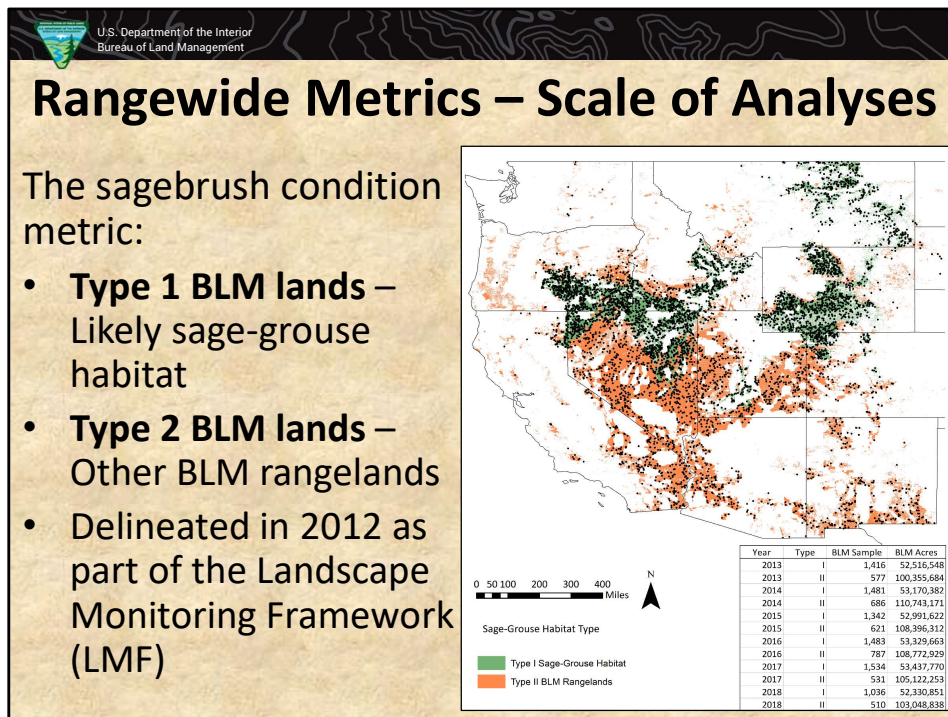 U.S. Department of the Interior
Bureau of Land Management
Rangewide Metrics – Scale of Analyses
The sagebrush condition
metric:
• Type 1 BLM lands –
Likely sage-grouse
habitat
• Type 2 BLM lands –
Other BLM rangelands
• Delineated in 2012 as
part of the Landscape
Monitoring Framework
(LMF)
N
0 50 100 200 300 400
Miles
Sage-Grouse Habitat Type
Type I Sage-Grouse Habitat
Type II BLM Rangelands
Year Type BLM Sample BLM Acres
2013 I 1,416 52,516,548
2013 II 577 100,355,684
2014 I 1,481 53,170,382
2014 II 686 110,743,171
2015 I 1,342 52,991,622
2015 II 621 108,396,312
2016 I 1,483 53,329,663
2016 II 787 108,772,929
2017 I 1,534 53,437,770
2017 II 531 105,122,253
2018 I 1,036 52,330,851
2018 II 510 103,048,838